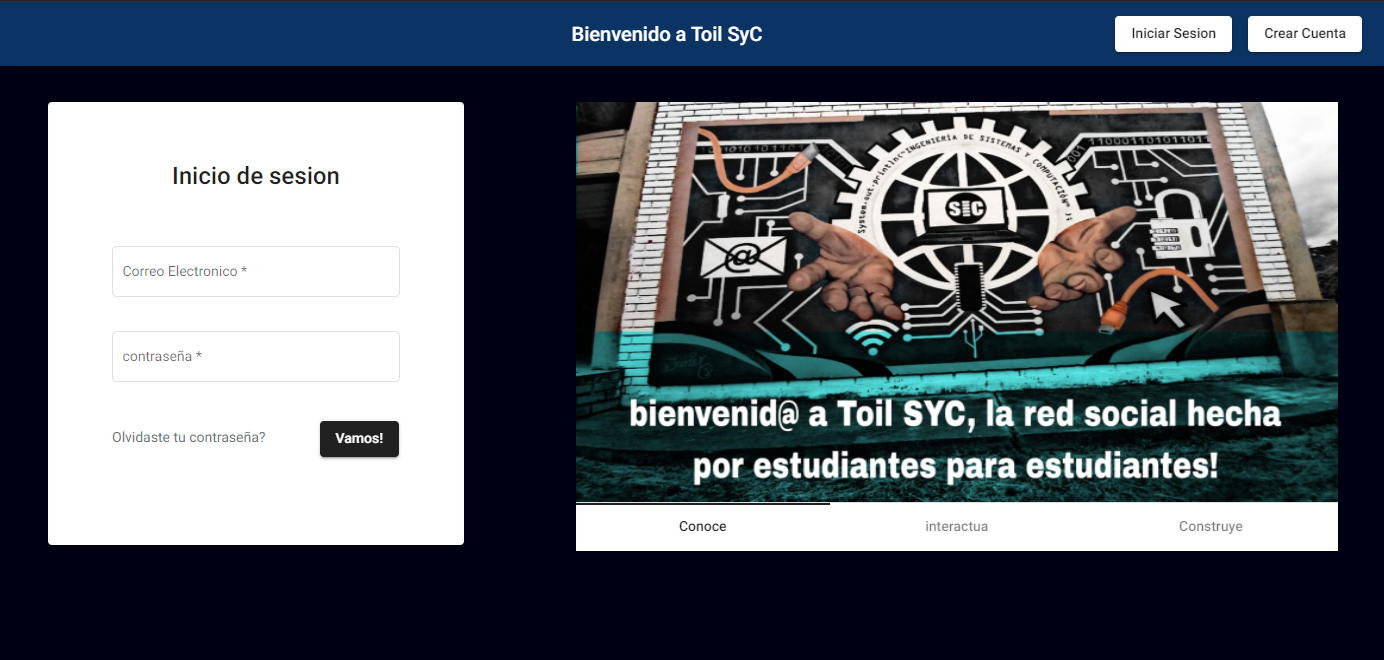 Bienvenido a Toil SyC
Iniciar Sesion
Crear Cuenta
Inicio de sesion
Correo Electronico *
contraseña *
Olvidaste tu contraseña?
Vamos!
System.out.println("INGENIERÍA DE SISTEMAS Y COMPUTACIÓN");
SIC
@
bienvenid@ a Toil SYC, la red social hecha
por estudiantes para estudiantes!
Conoce
interactua
Construye